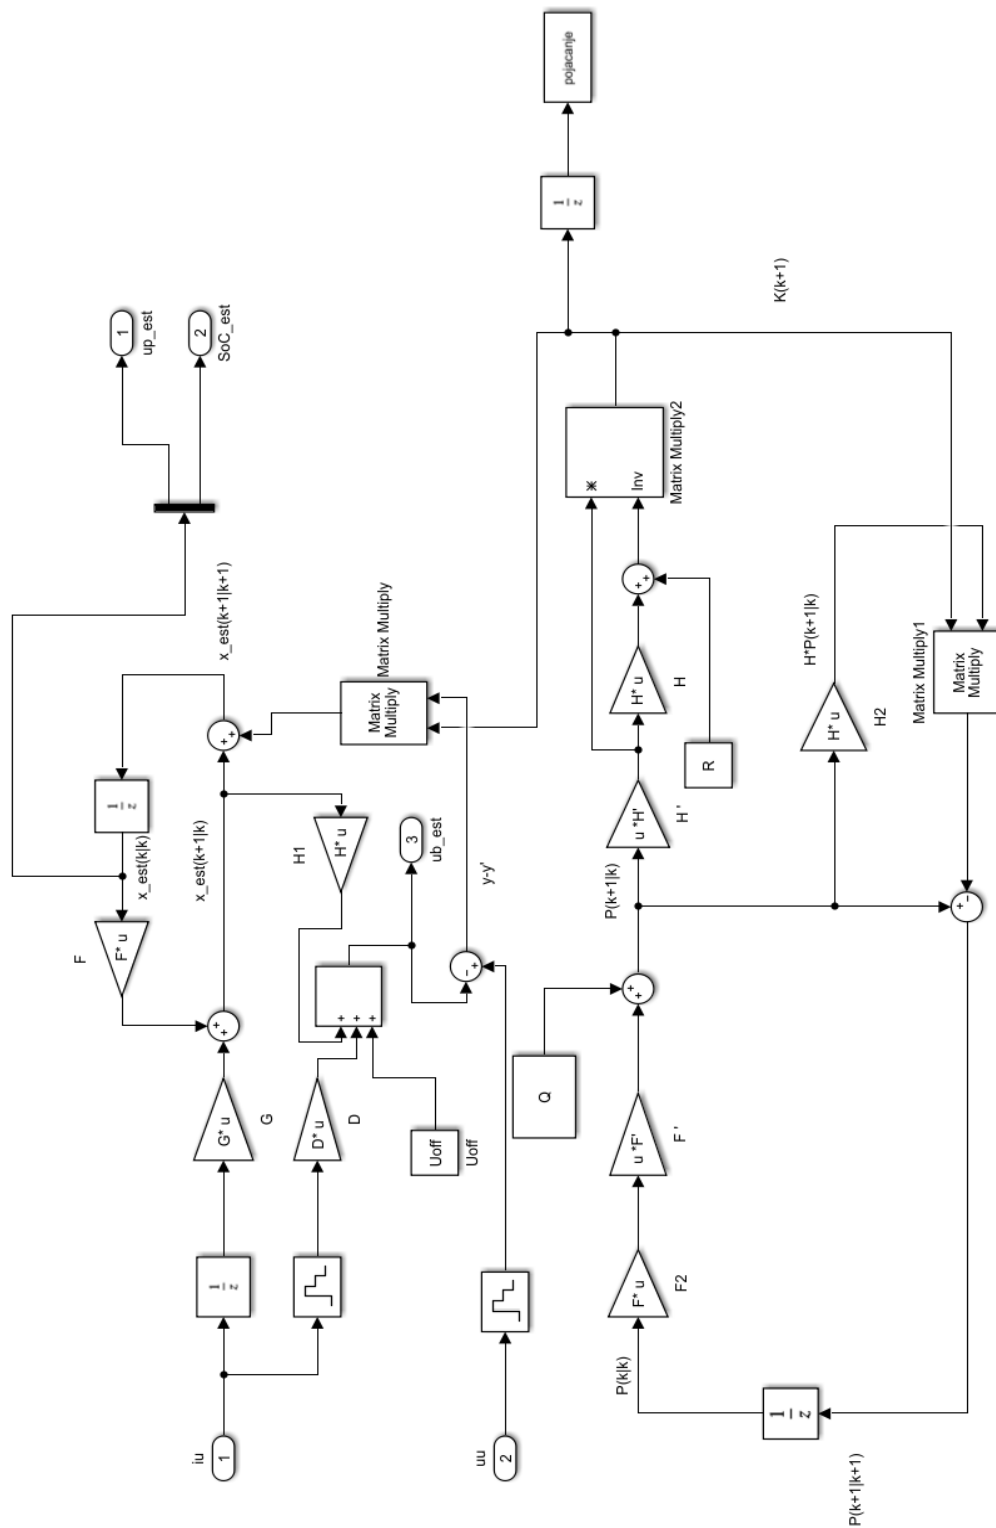 iu
1
1
z
G* u
G
D* u
D
Uoff
Uoff
uu
2
F
F* u
x_est(k|k)
1
z
x_est(k+1|k)
x_est(k+1|k+1)
+
+
+
+
H1
H* u
+
+
+
3
ub_est
-
+
y-y'
Matrix
Multiply
Matrix Multiply
1
up_est
2
SoC_est
P(k|k)
F* u
F2
u *F'
F '
Q
+
+
P(k+1|k)
u *H'
H '
H* u
H
R
+
+
*
Inv
Matrix Multiply2
1
z
pojacanje
K(k+1)
H* u
H2
H*P(k+1|k)
Matrix Multiply1
Matrix
Multiply
+
-
1
z
P(k+1|k+1)